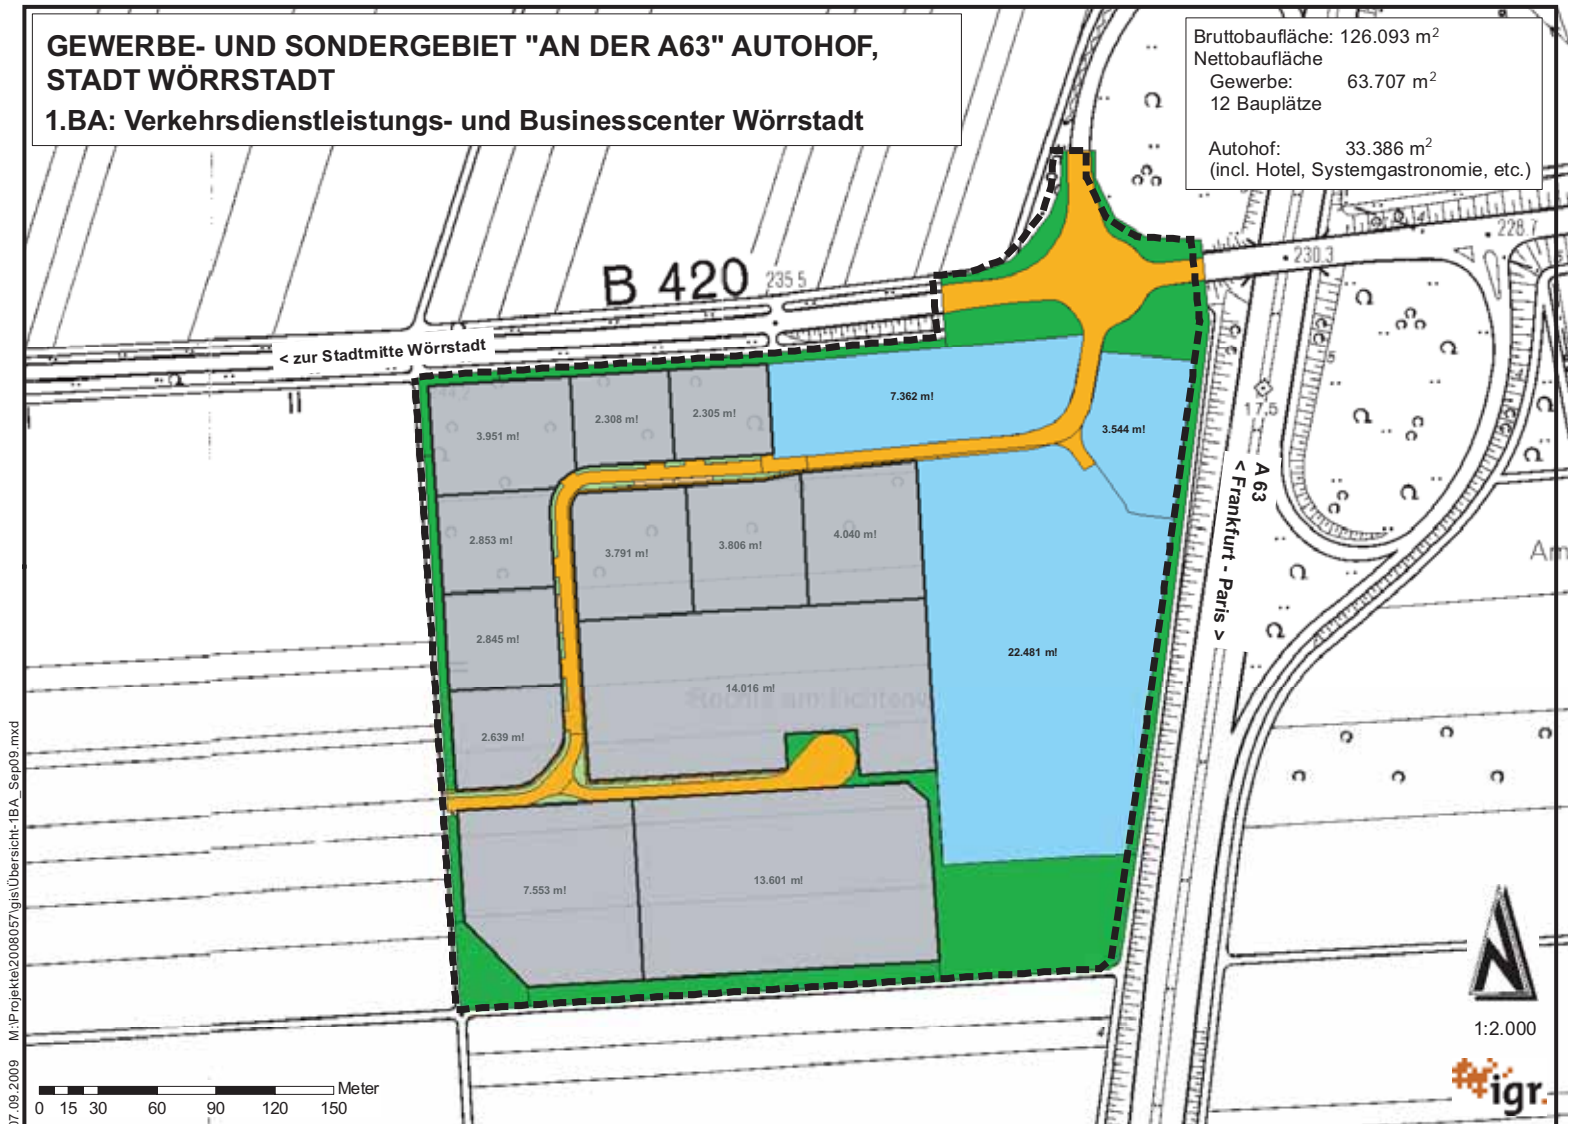 GEWERBE- UND SONDERGEBIET "AN DER A63" AUTOHOF,
STADT WÖRRSTADT
1.BA: Verkehrsdienstleistungs- und Businesscenter Wörrstadt
Bruttobaufläche: 126.093 m²
Nettobaufläche
Gewerbe: 63.707 m²
12 Bauplätze
Autohof: 33.386 m²
(incl. Hotel, Systemgastronomie, etc.)
228.7
230.3
B 420
235.5
< zur Stadtmitte Wörrstadt
7.362 m!
3.951 m!
2.308 m!
2.305 m!
3.544 m!
17,5
A 63
< Frankfurt - Paris >
2.853 m!
3.791 m!
3.806 m!
4.040 m!
2.845 m!
22.481 m!
14.016 m!
2.639 m!
7.553 m!
13.601 m!
07.09.2009 M:\Projekte\2008057\gis\Übersicht-1BA_Sep09.mxd
1:2.000
igr.
Meter
0 15 30 60 90 120 150